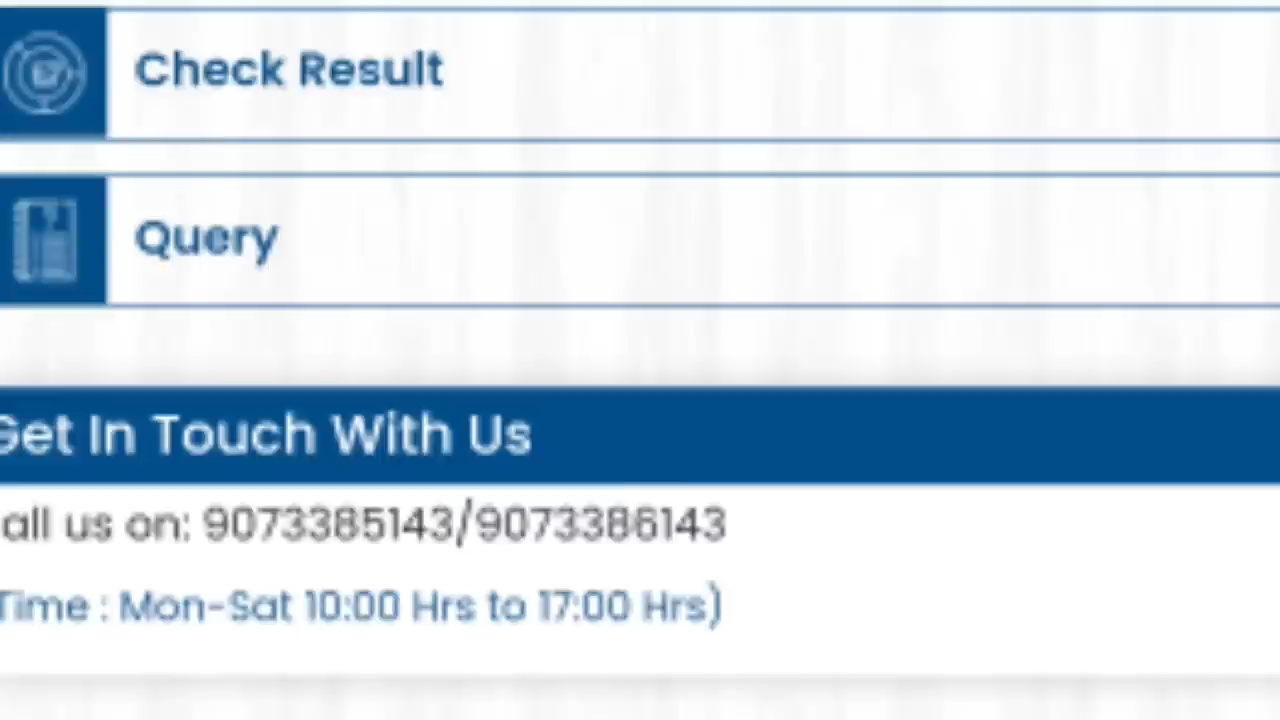 Check Result
Query
Get In Touch With Us
all us on: 9073385143/9073386143
Time : Mon-Sat 10:00 Hrs to 17:00 Hrs)